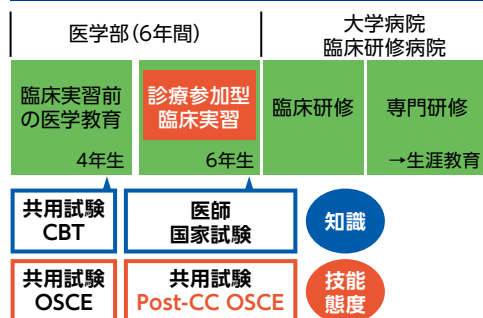 医学部（6年間）
大学病院
臨床研修病院
臨床実習前
の医学教育
4年生
診療参加型
臨床実習
6年生
臨床研修
専門研修
→生涯教育
共用試験
CBT
医師
国家試験
知識
共用試験
OSCE
共用試験
Post-CC OSCE
技能
態度